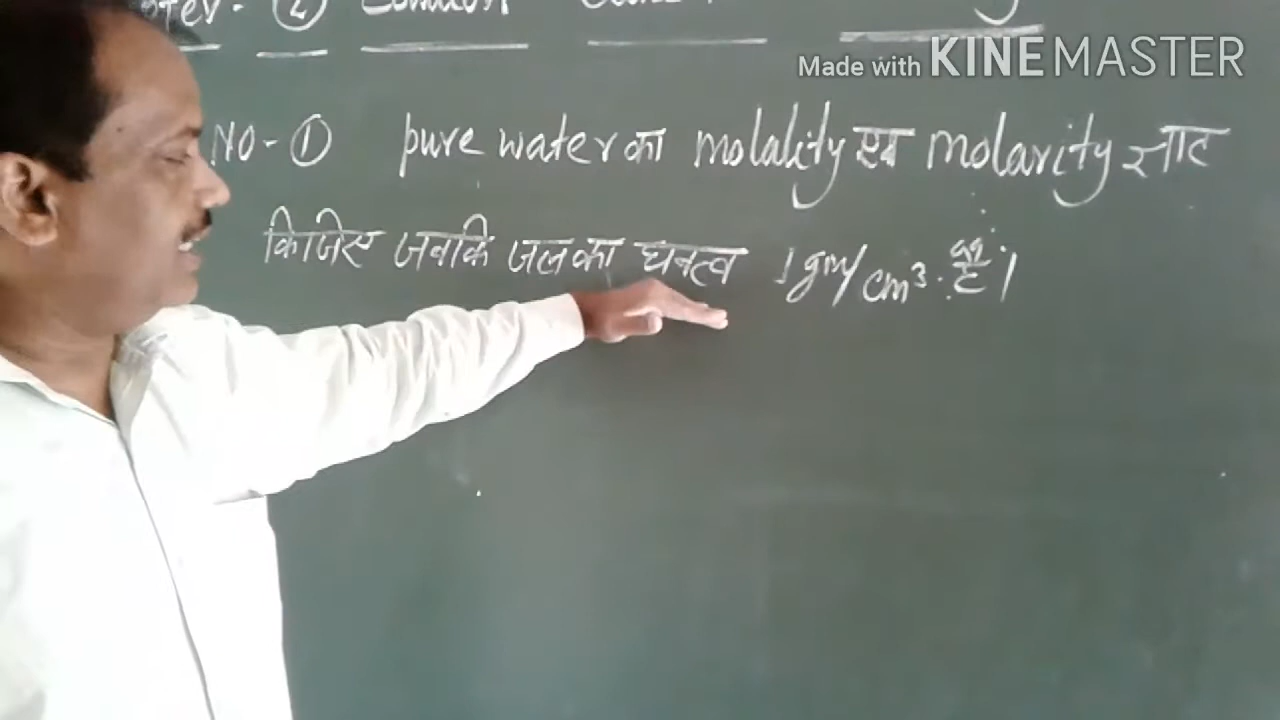 Made with KINEMASTER
NO- ① pure water का molality एवं molarity ज्ञात
किजिए जबकि जल का घनत्व 1 gm/cm³ है।